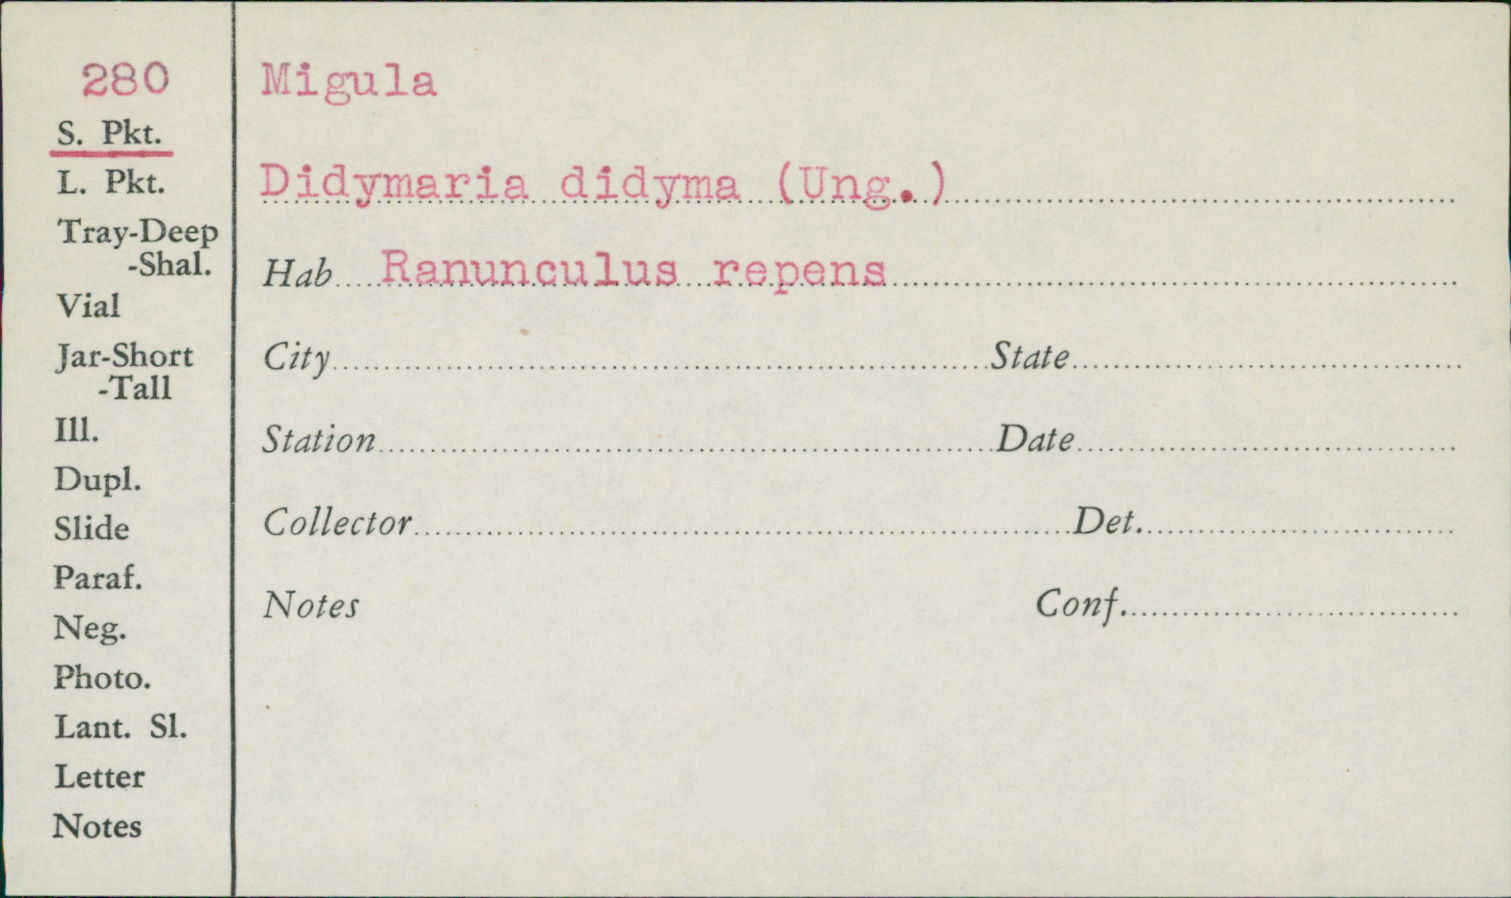 280
S. Pkt.
L. Pkt.
Tray-Deep
-Shal.
Vial
Jar-Short
-Tall
Ill.
Dupl.
Slide
Paraf.
Neg.
Photo.
Lant. Sl.
Letter
Notes
Migula
Didymaria didyma (Ung.)
Hab Ranunculus repens
City State
Station Date
Collector Det.
Notes Conf.